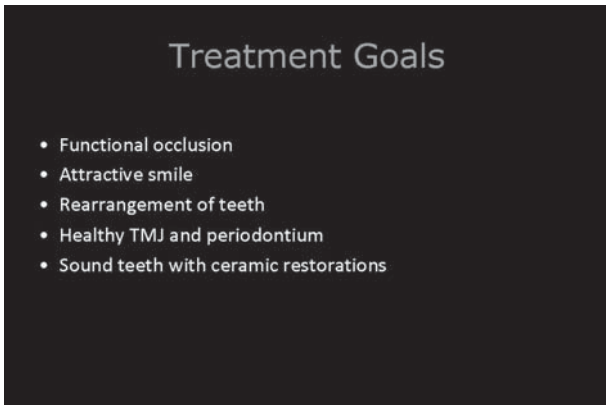 Treatment Goals
• Functional occlusion
• Attractive smile
• Rearrangement of teeth
• Healthy TMJ and periodontium
• Sound teeth with ceramic restorations